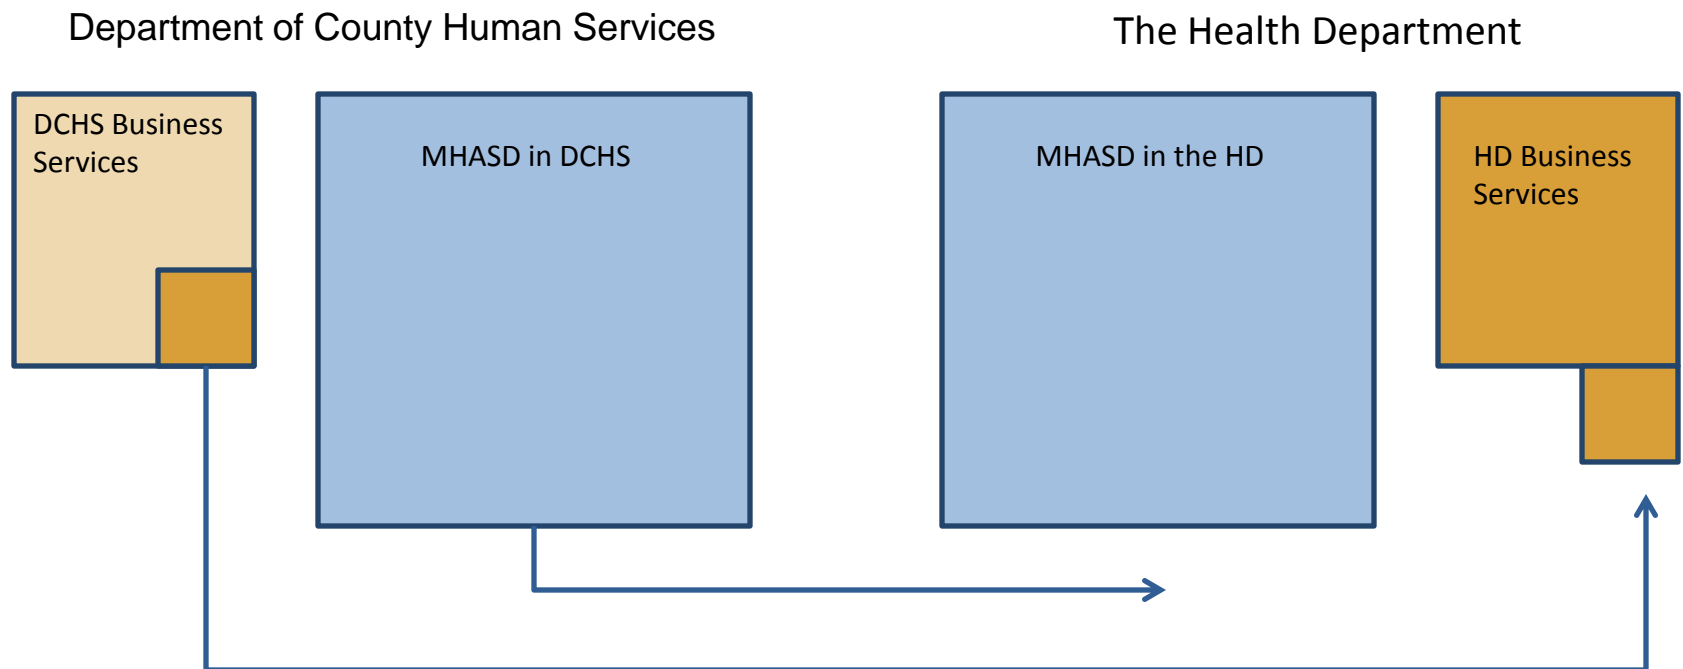 Department of County Human Services
The Health Department
DCHS Business
Services
MHASD in DCHS
MHASD in the HD
HD Business
Services